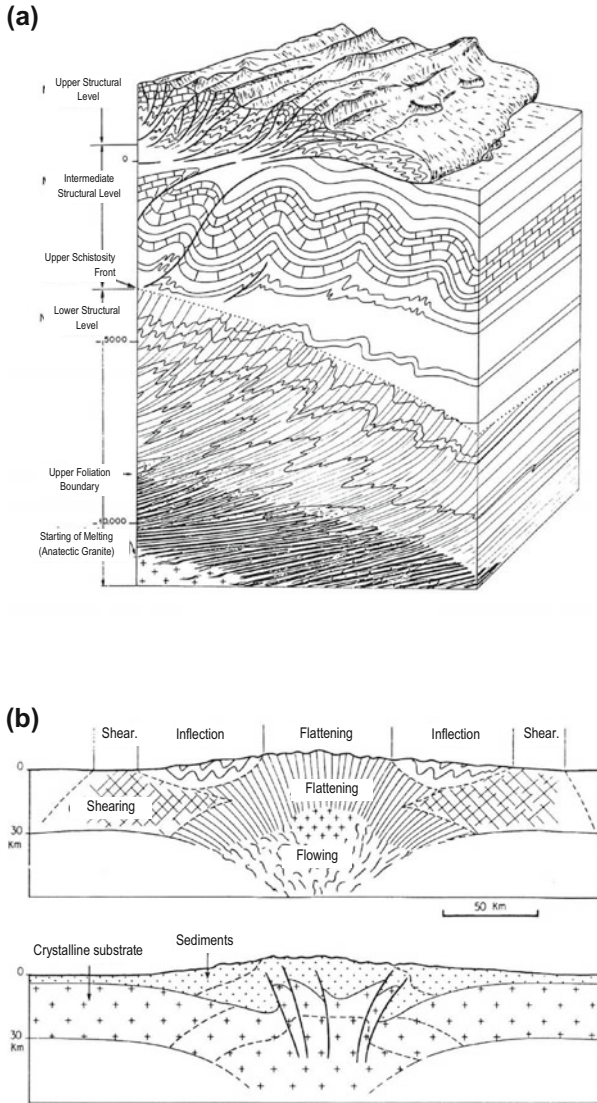 (a)
Upper Structural
Level
0
Intermediate
Structural Level
Upper Schistosity
Front
Lower Structural
Level
-5000
Upper Foliation
Boundary
Starting of Melting
(Anatectic Granite)
(b)
Shear. Inflection Flattening Inflection Shear.
0
Shearing
Flattening
30
Km
Flowing
50 Km
Crystalline substrate
Sediments
0
30
Km